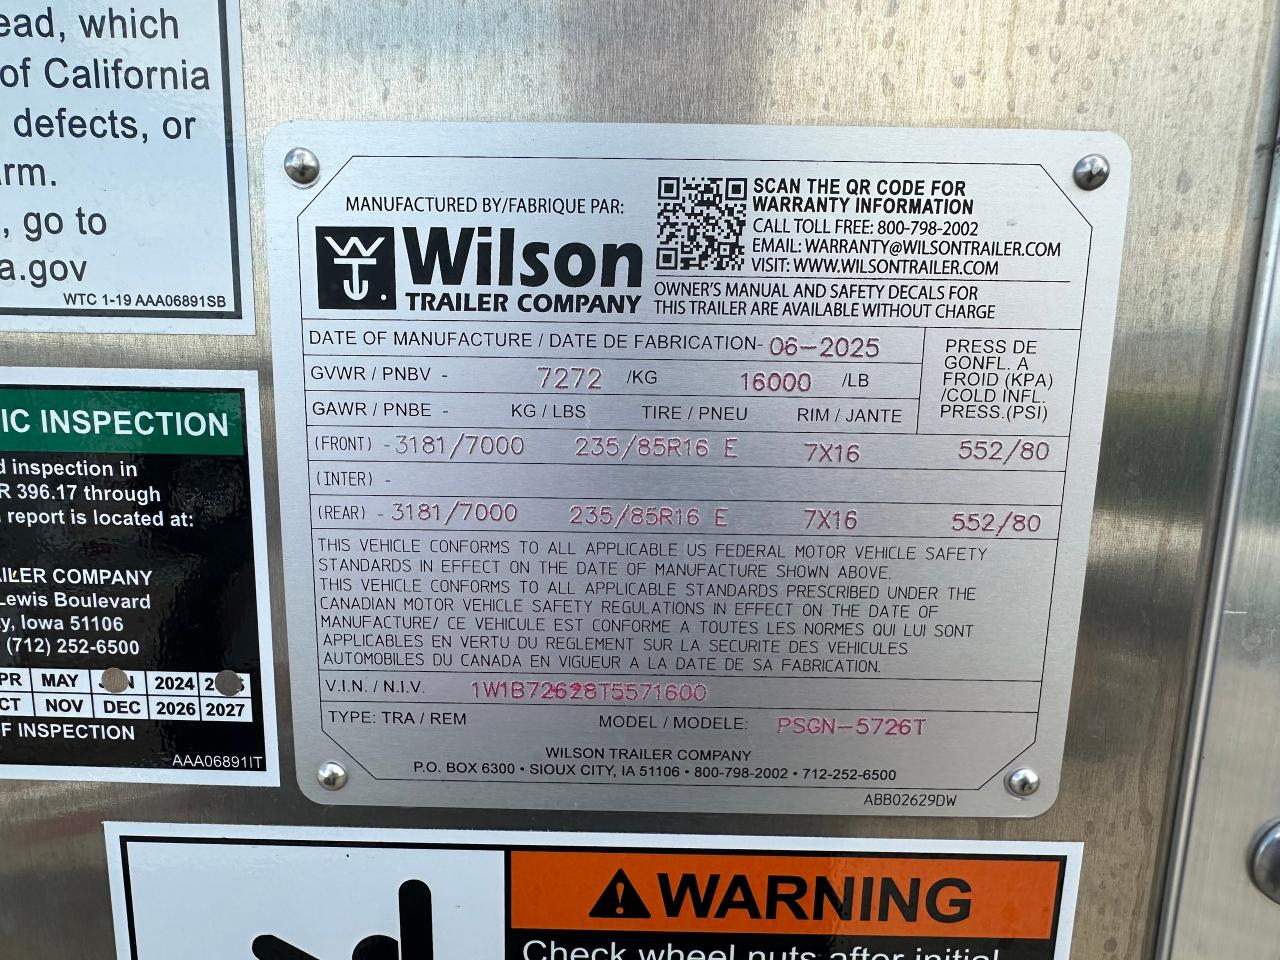 ead, which
of California
defects, or
rm.
, go to
a.gov
WTC 1-19 AAA06891SB
IC INSPECTION
d inspection in
R 396.17 through
report is located at:
AILER COMPANY
Lewis Boulevard
y, Iowa 51106
(712) 252-6500
PR MAY 2024
CT NOV DEC 2026 2027
F INSPECTION
AAA06891IT
MANUFACTURED BY/FABRIQUE PAR:
Wilson
TRAILER COMPANY
SCAN THE QR CODE FOR
WARRANTY INFORMATION
CALL TOLL FREE: 800-798-2002
EMAIL: WARRANTY@WILSONTRAILER.COM
VISIT: WWW.WILSONTRAILER.COM
OWNER'S MANUAL AND SAFETY DECALS FOR
THIS TRAILER ARE AVAILABLE WITHOUT CHARGE
DATE OF MANUFACTURE / DATE DE FABRICATION- 06-2025
GVWR / PNBV - 7272 /KG 16000 /LB
PRESS DE
GONFL. A
FROID (KPA)
/COLD INFL.
PRESS.(PSI)
GAWR / PNBE - KG / LBS TIRE / PNEU RIM / JANTE
(FRONT) - 3181/7000 235/85R16 E 7X16 552/80
(INTER) -
(REAR) - 3181/7000 235/85R16 E 7X16 552/80
THIS VEHICLE CONFORMS TO ALL APPLICABLE US FEDERAL MOTOR VEHICLE SAFETY
STANDARDS IN EFFECT ON THE DATE OF MANUFACTURE SHOWN ABOVE.
THIS VEHICLE CONFORMS TO ALL APPLICABLE STANDARDS PRESCRIBED UNDER THE
CANADIAN MOTOR VEHICLE SAFETY REGULATIONS IN EFFECT ON THE DATE OF
MANUFACTURE/ CE VEHICULE EST CONFORME A TOUTES LES NORMES QUI LUI SONT
APPLICABLES EN VERTU DU REGLEMENT SUR LA SECURITE DES VEHICULES
AUTOMOBILES DU CANADA EN VIGUEUR A LA DATE DE SA FABRICATION.
V.I.N. / N.I.V. 1W1B72628T5571600
TYPE: TRA / REM MODEL / MODELE: PSGN-5726T
WILSON TRAILER COMPANY
P.O. BOX 6300 • SIOUX CITY, IA 51106 • 800-798-2002 • 712-252-6500
ABB02629DW
WARNING
Check wheel nuts after initial